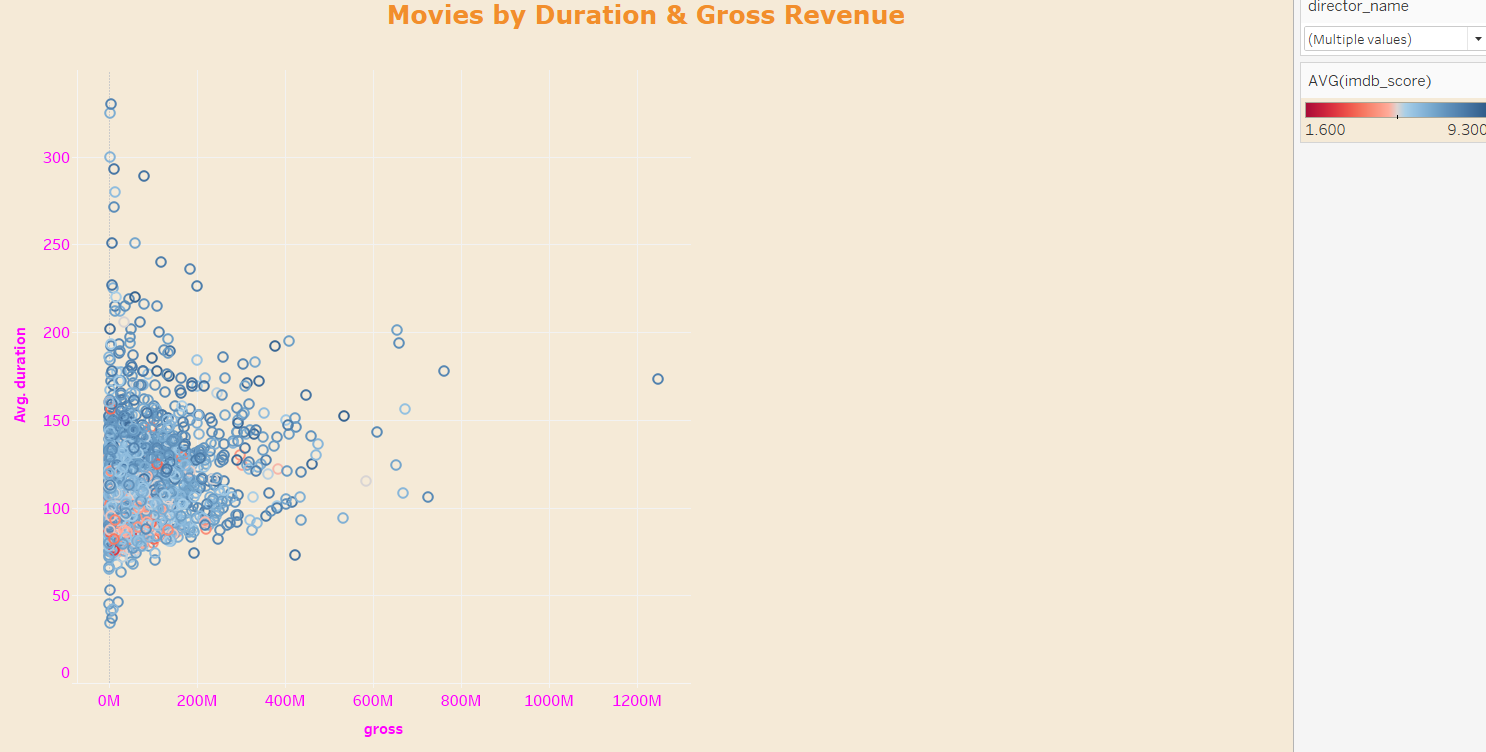 Movies by Duration & Gross Revenue
director_name
(Multiple values)
AVG(imdb_score)
1.600 9.300
300
250
200
150
100
50
0
Avg. duration
0M 200M 400M 600M 800M 1000M 1200M
gross